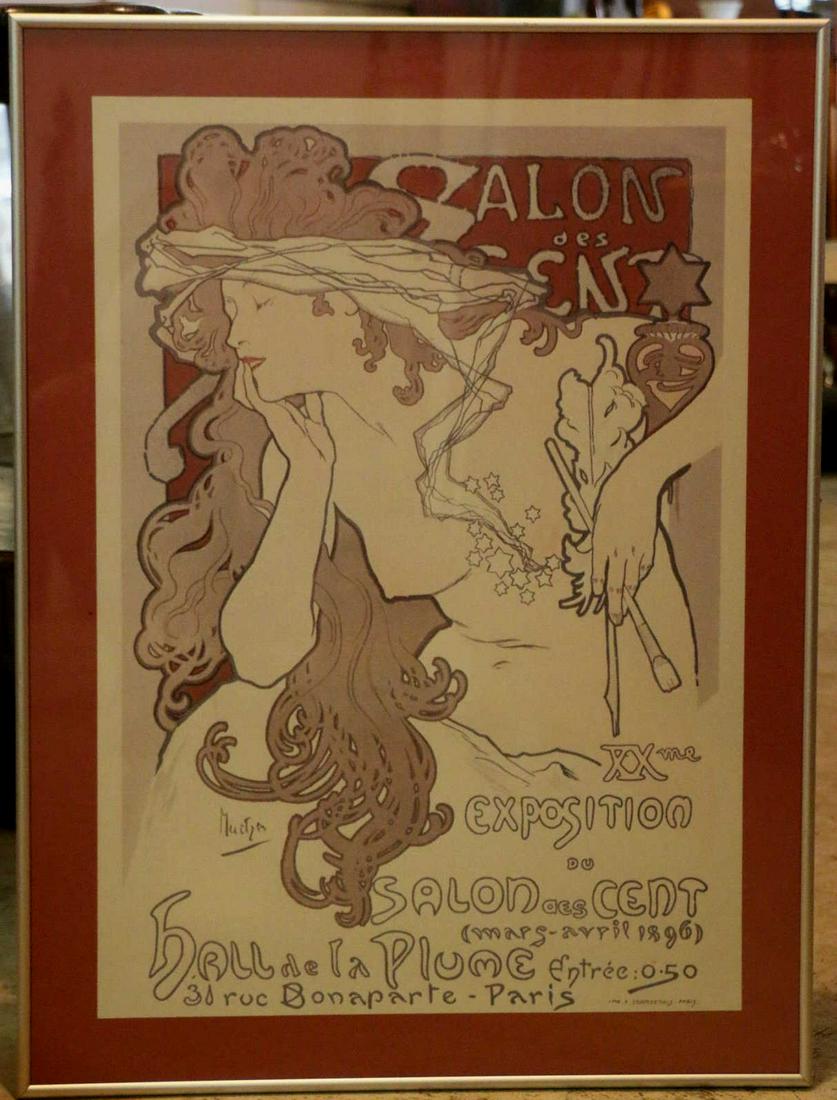 SALON
des
CENT
Mucha
XXme
EXPOSITION
DU
SALON des CENT
(mars-avril 1896)
HALL de la PLUME Entrée:0.50
31 rue Bonaparte - Paris